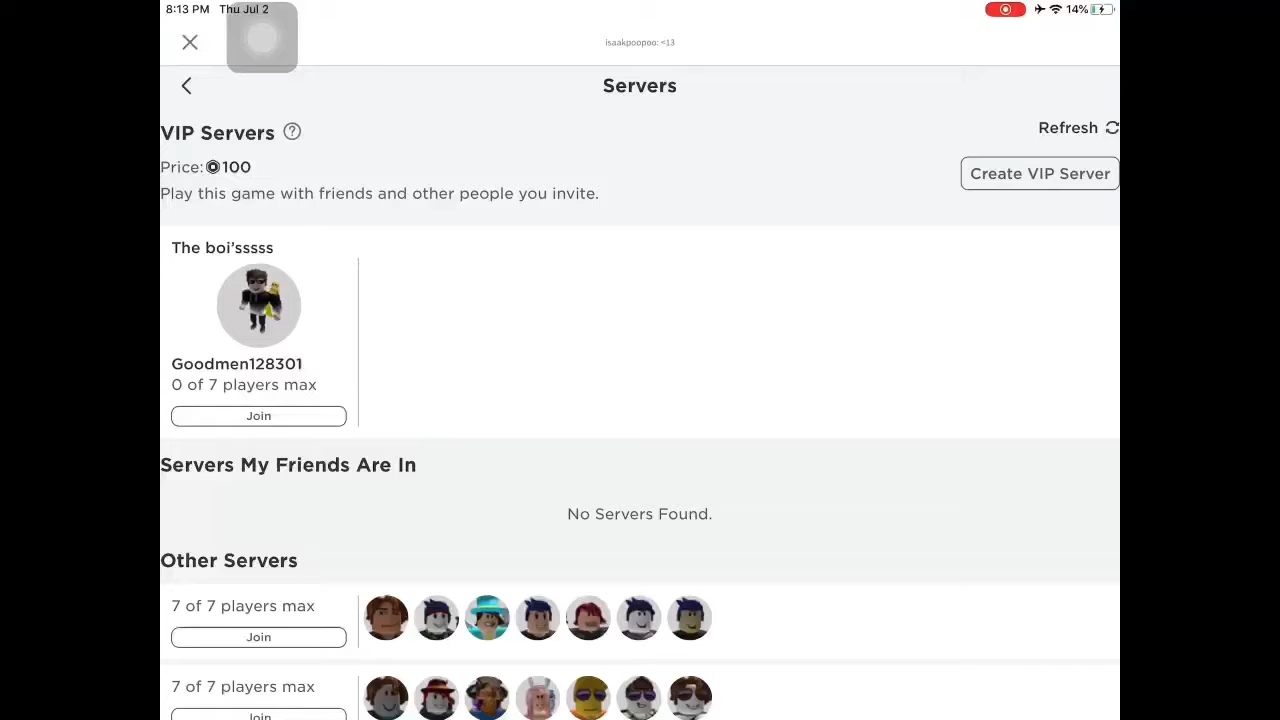 8:13 PM Thu Jul 2
14%
isaakpoopoo: <13
Servers
VIP Servers ?
Refresh
Price: 100
Create VIP Server
Play this game with friends and other people you invite.
The boi’sssss
Goodmen128301
0 of 7 players max
Join
Servers My Friends Are In
No Servers Found.
Other Servers
7 of 7 players max
Join
7 of 7 players max
Join